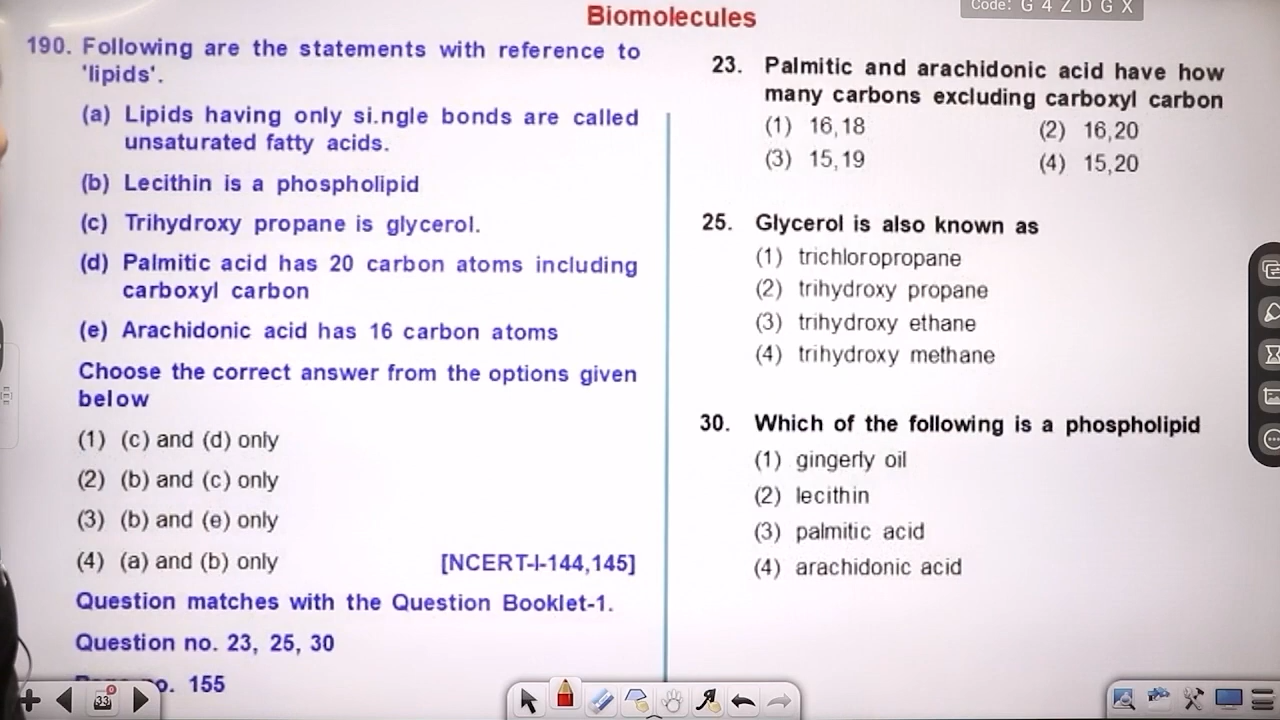 Biomolecules
Code: G 4 Z D G X
190. Following are the statements with reference to
'lipids'.
(a) Lipids having only si.ngle bonds are called
unsaturated fatty acids.
(b) Lecithin is a phospholipid
(c) Trihydroxy propane is glycerol.
(d) Palmitic acid has 20 carbon atoms including
carboxyl carbon
(e) Arachidonic acid has 16 carbon atoms
Choose the correct answer from the options given
below
(1) (c) and (d) only
(2) (b) and (c) only
(3) (b) and (e) only
(4) (a) and (b) only [NCERT-I-144,145]
Question matches with the Question Booklet-1.
Question no. 23, 25, 30
o. 155
23. Palmitic and arachidonic acid have how
many carbons excluding carboxyl carbon
(1) 16,18 (2) 16,20
(3) 15,19 (4) 15,20
25. Glycerol is also known as
(1) trichloropropane
(2) trihydroxy propane
(3) trihydroxy ethane
(4) trihydroxy methane
30. Which of the following is a phospholipid
(1) gingerly oil
(2) lecithin
(3) palmitic acid
(4) arachidonic acid
33